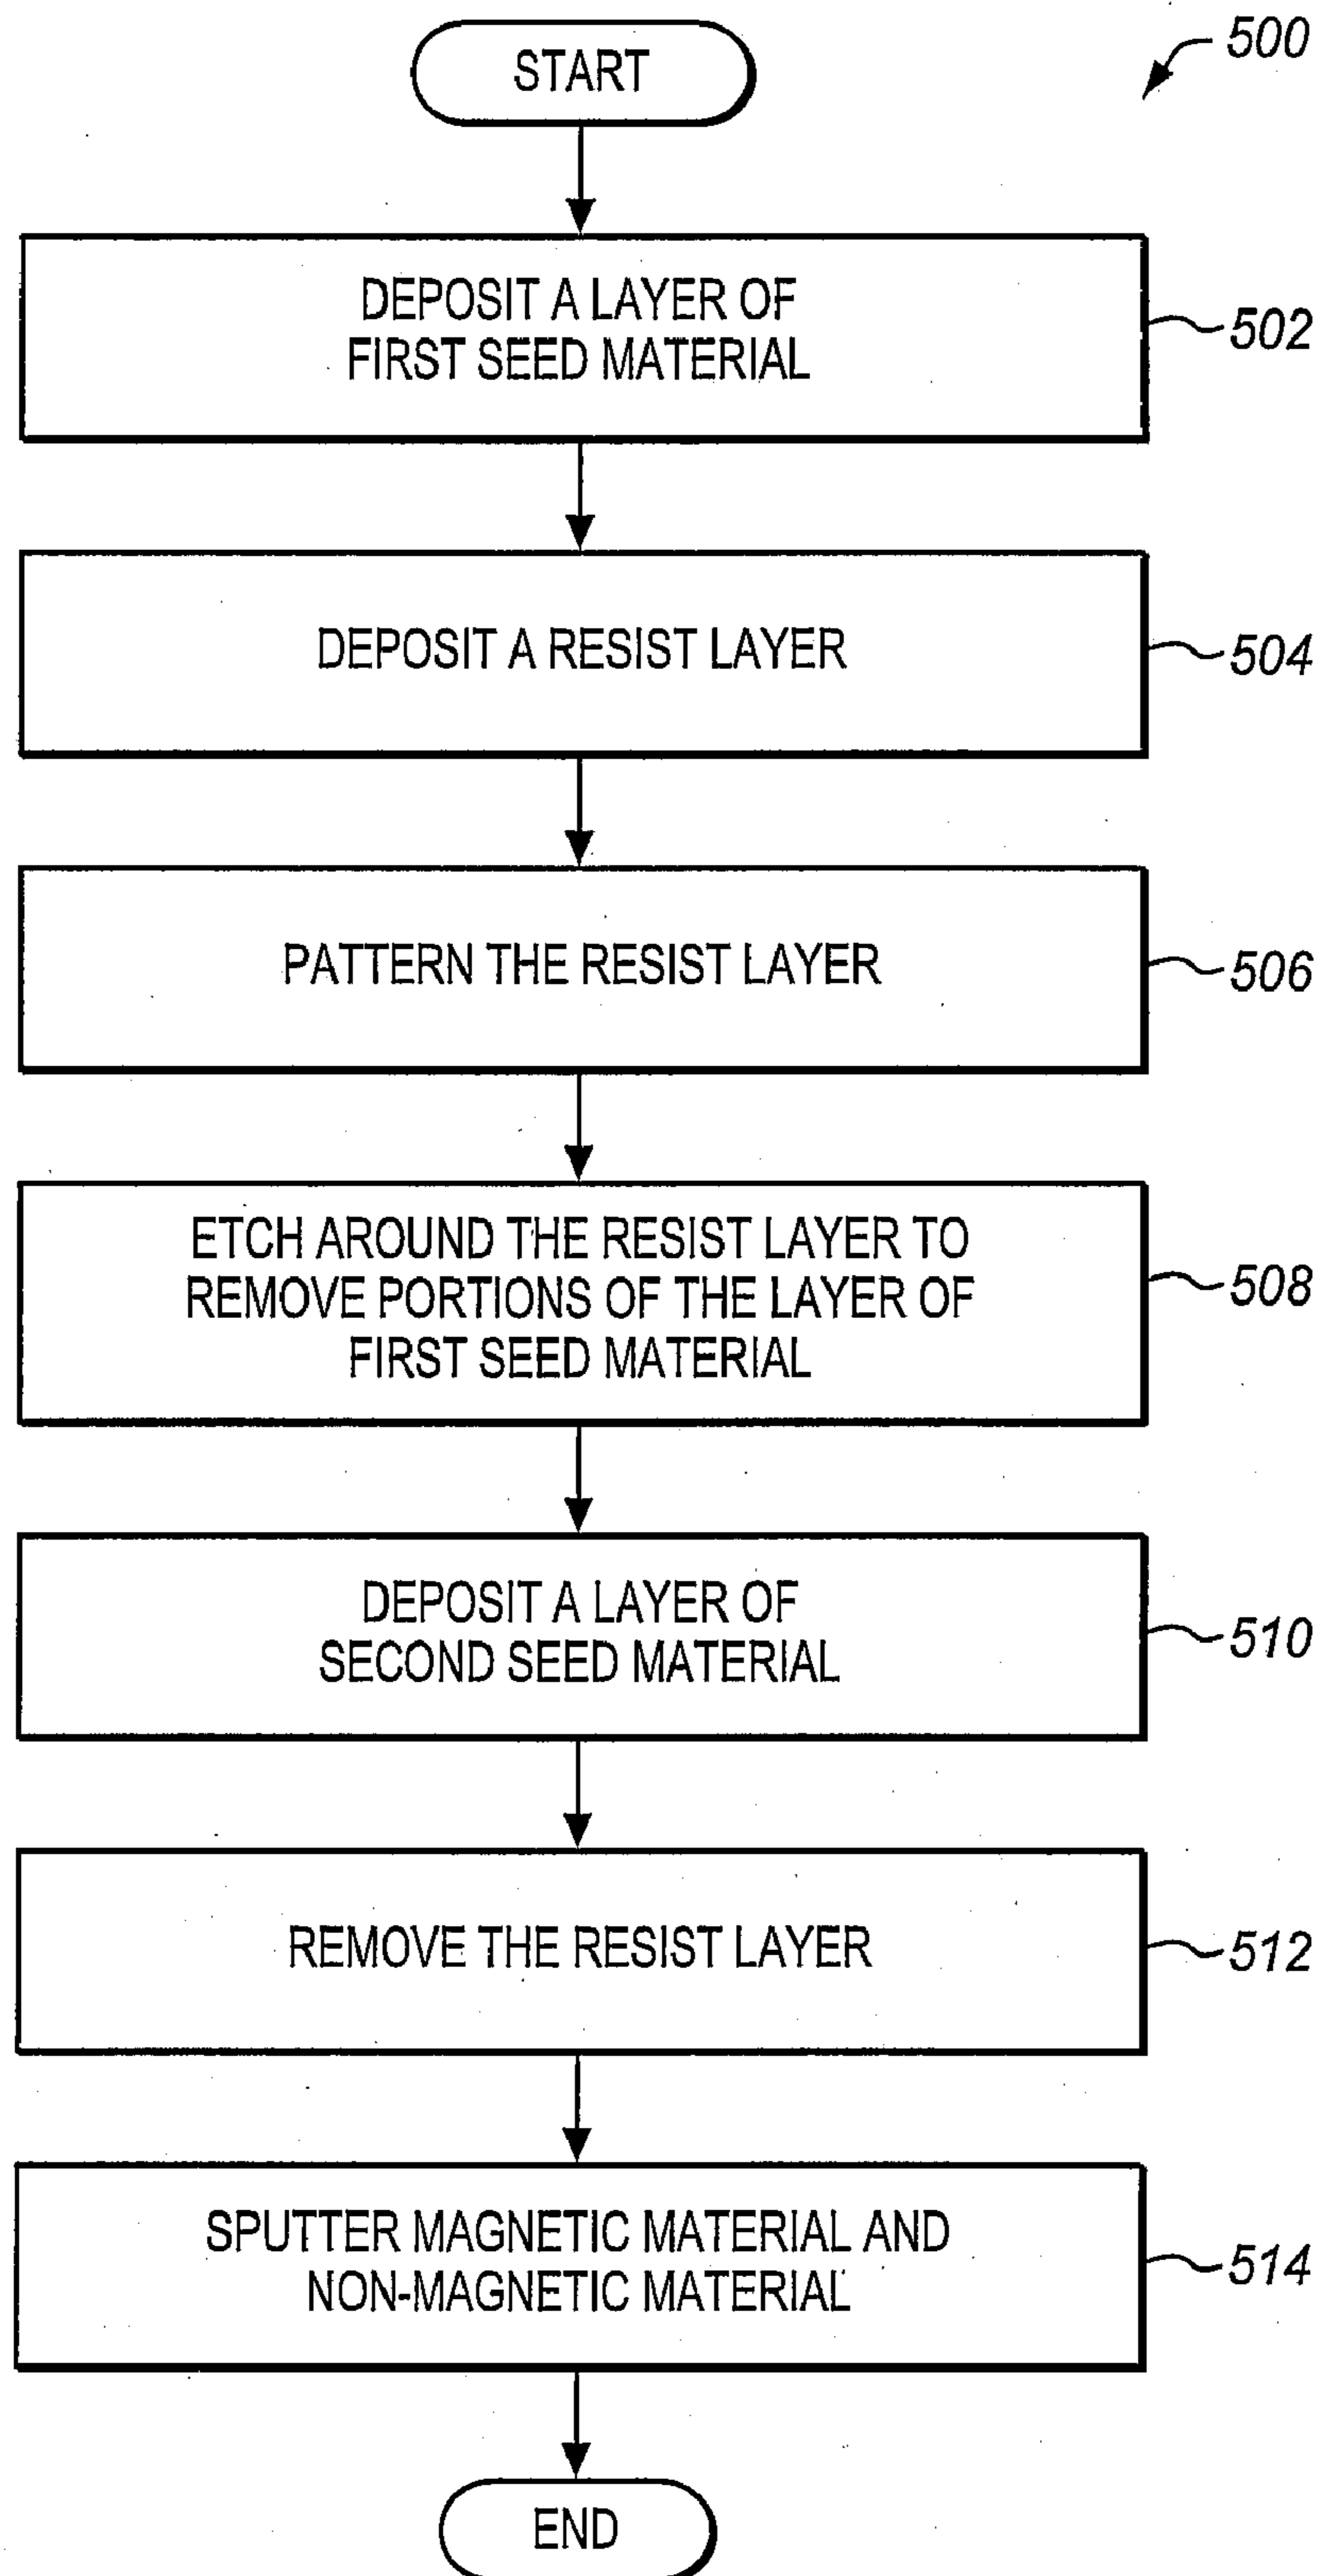 START
500
DEPOSIT A LAYER OF
FIRST SEED MATERIAL
502
DEPOSIT A RESIST LAYER
504
PATTERN THE RESIST LAYER
506
ETCH AROUND THE RESIST LAYER TO
REMOVE PORTIONS OF THE LAYER OF
FIRST SEED MATERIAL
508
DEPOSIT A LAYER OF
SECOND SEED MATERIAL
510
REMOVE THE RESIST LAYER
512
SPUTTER MAGNETIC MATERIAL AND
NON-MAGNETIC MATERIAL
514
END